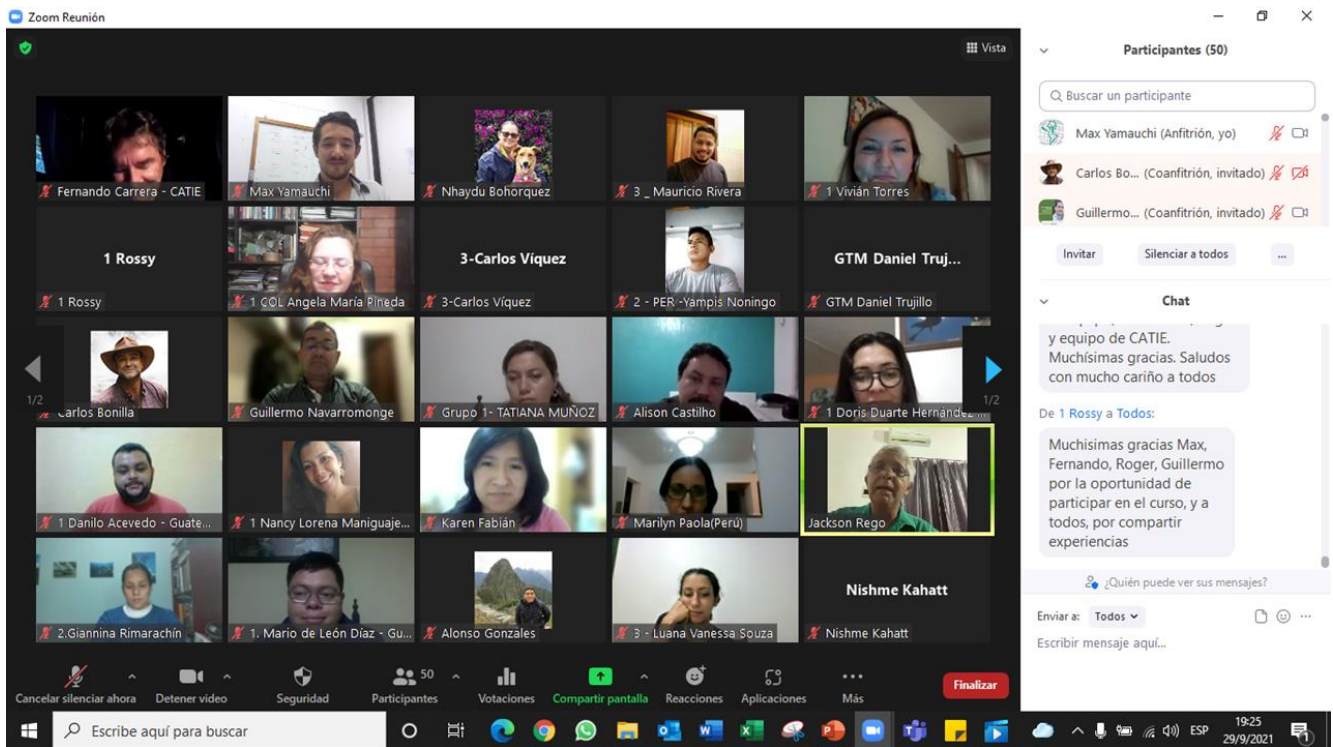 Zoom Reunión
Vista
Fernando Carrera - CATIE
Max Yamauchi
Nhaydu Bohorquez
3 _ Mauricio Rivera
1 Vivián Torres
1 Rossy
1 Rossy
1 COL Angela María Pineda
3-Carlos Víquez
3-Carlos Víquez
2 - PER -Yampis Noningo
GTM Daniel Truj...
GTM Daniel Trujillo
1/2
Carlos Bonilla
Guillermo Navarromonge
Grupo 1- TATIANA MUÑOZ
Alison Castilho
1 Doris Duarte Hernández ...
1/2
1 Danilo Acevedo - Guate...
1 Nancy Lorena Maniguaje...
Karen Fabián
Marilyn Paola(Perú)
Jackson Rego
2.Giannina Rimarachín
1. Mario de León Díaz - Gu...
Alonso Gonzales
3 - Luana Vanessa Souza
Nishme Kahatt
Nishme Kahatt
Cancelar silenciar ahora
Detener video
Seguridad
50
Participantes
Votaciones
Compartir pantalla
Reacciones
Aplicaciones
Más
Finalizar
Participantes (50)
Buscar un participante
Max Yamauchi (Anfitrión, yo)
Carlos Bo... (Coanfitrión, invitado)
Guillermo... (Coanfitrión, invitado)
Invitar
Silenciar a todos
...
Chat
y equipo de CATIE.
Muchísimas gracias. Saludos
con mucho cariño a todos
De 1 Rossy a Todos:
Muchisimas gracias Max,
Fernando, Roger, Guillermo
por la oportunidad de
participar en el curso, y a
todos, por compartir
experiencias
¿Quién puede ver sus mensajes?
Enviar a: Todos
Escribir mensaje aquí...
Escribe aquí para buscar
ESP
19:25
29/9/2021